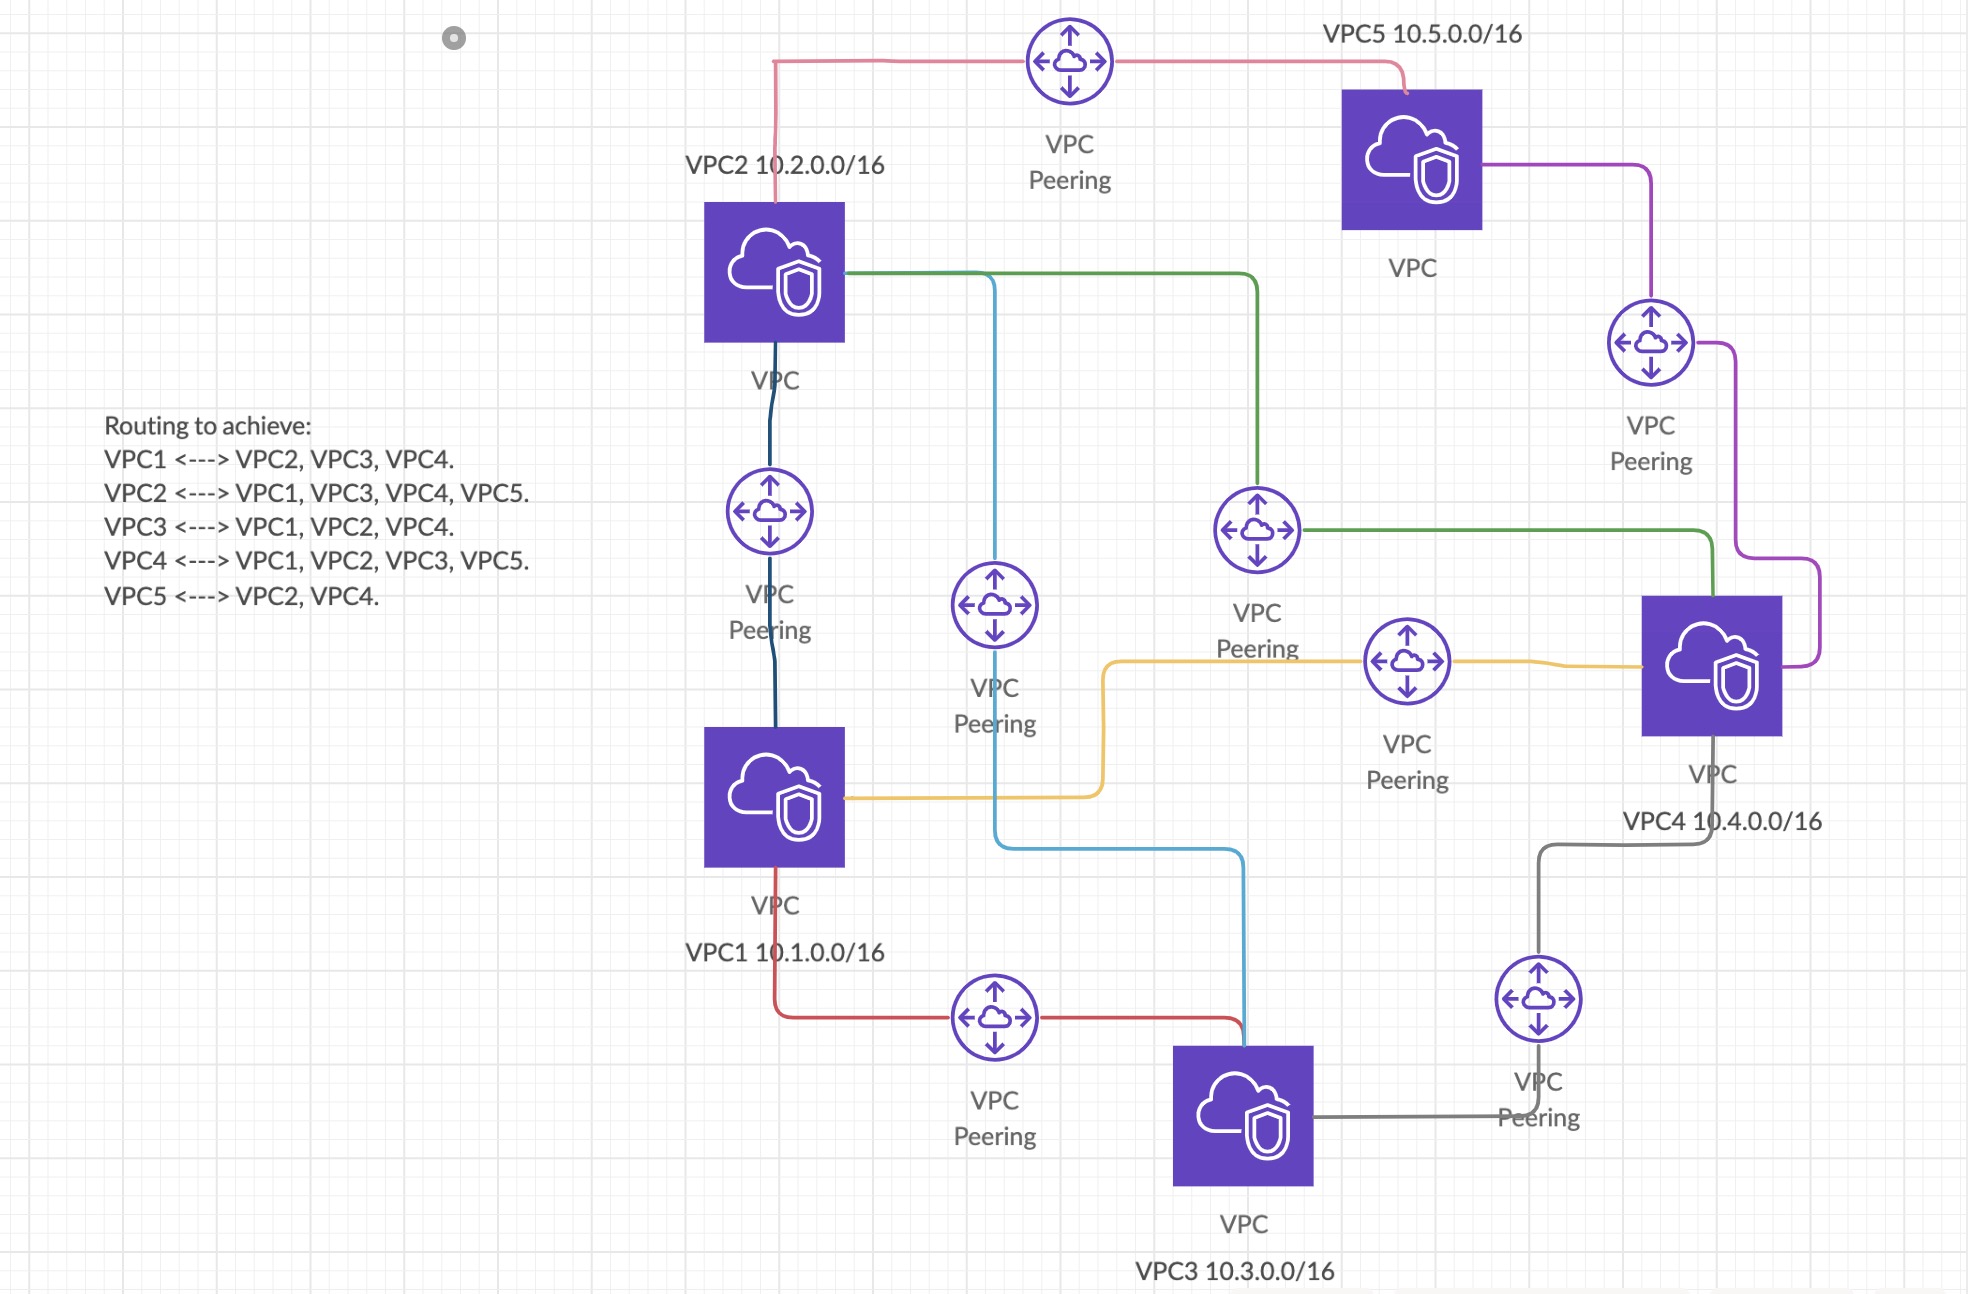 VPC5 10.5.0.0/16
VPC
Peering
VPC2 10.2.0.0/16
VPC
VPC
VPC
Peering
Routing to achieve:
VPC1 <---> VPC2, VPC3, VPC4.
VPC2 <---> VPC1, VPC3, VPC4, VPC5.
VPC3 <---> VPC1, VPC2, VPC4.
VPC4 <---> VPC1, VPC2, VPC3, VPC5.
VPC5 <---> VPC2, VPC4.
VPC
Peering
VPC
Peering
VPC
Peering
VPC
Peering
VPC
VPC4 10.4.0.0/16
VPC
VPC1 10.1.0.0/16
VPC
Peering
VPC
Peering
VPC
VPC3 10.3.0.0/16